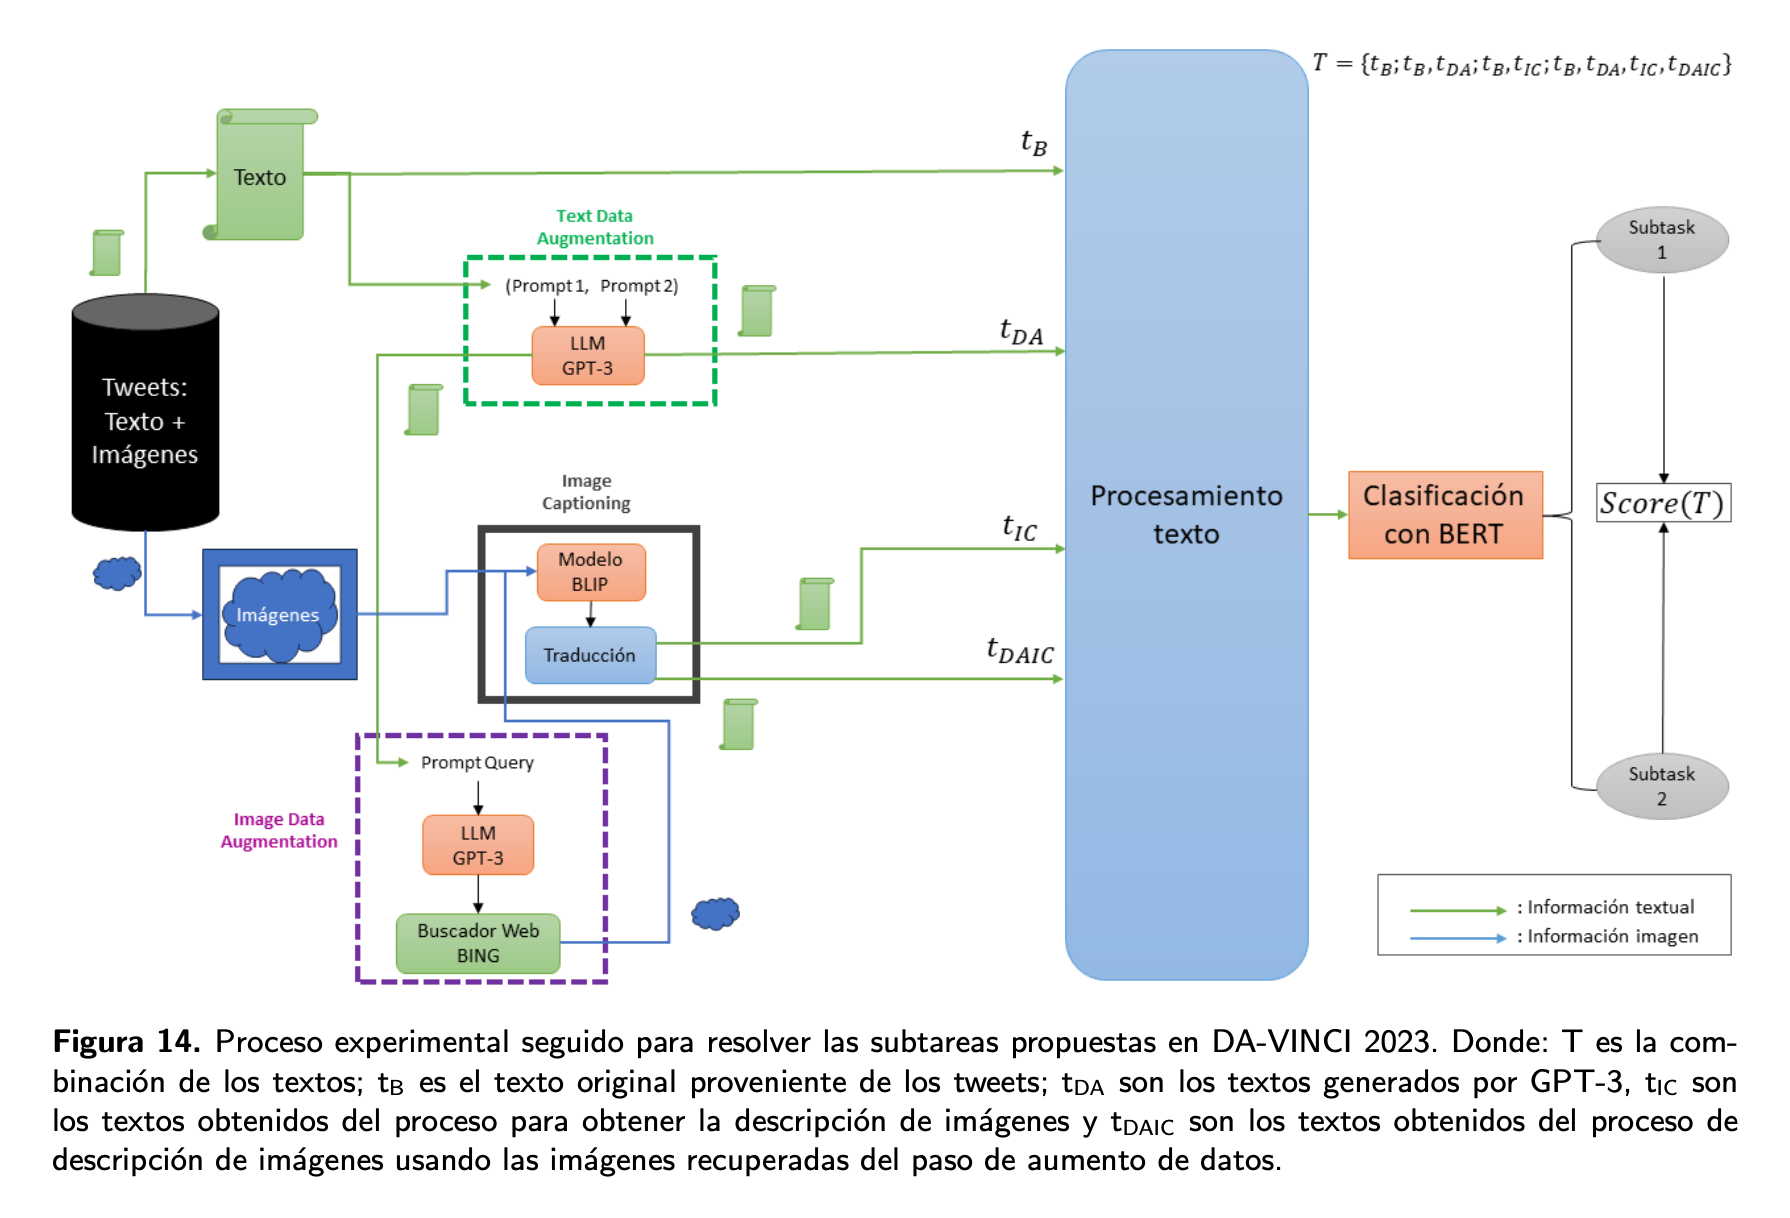 T = {t_B; t_B, t_DA; t_B, t_IC; t_B, t_DA, t_IC, t_DAIC}
Texto
t_B
Text Data
Augmentation
(Prompt 1, Prompt 2)
LLM
GPT-3
t_DA
Tweets:
Texto +
Imágenes
Image
Captioning
Modelo
BLIP
Traducción
Imágenes
t_IC
t_DAIC
Prompt Query
Image Data
Augmentation
LLM
GPT-3
Buscador Web
BING
Procesamiento
texto
Clasificación
con BERT
Subtask
1
Score(T)
Subtask
2
: Información textual
: Información imagen
Figura 14. Proceso experimental seguido para resolver las subtareas propuestas en DA-VINCI 2023. Donde: T es la com-
binación de los textos; t_B es el texto original proveniente de los tweets; t_DA son los textos generados por GPT-3, t_IC son
los textos obtenidos del proceso para obtener la descripción de imágenes y t_DAIC son los textos obtenidos del proceso de
descripción de imágenes usando las imágenes recuperadas del paso de aumento de datos.